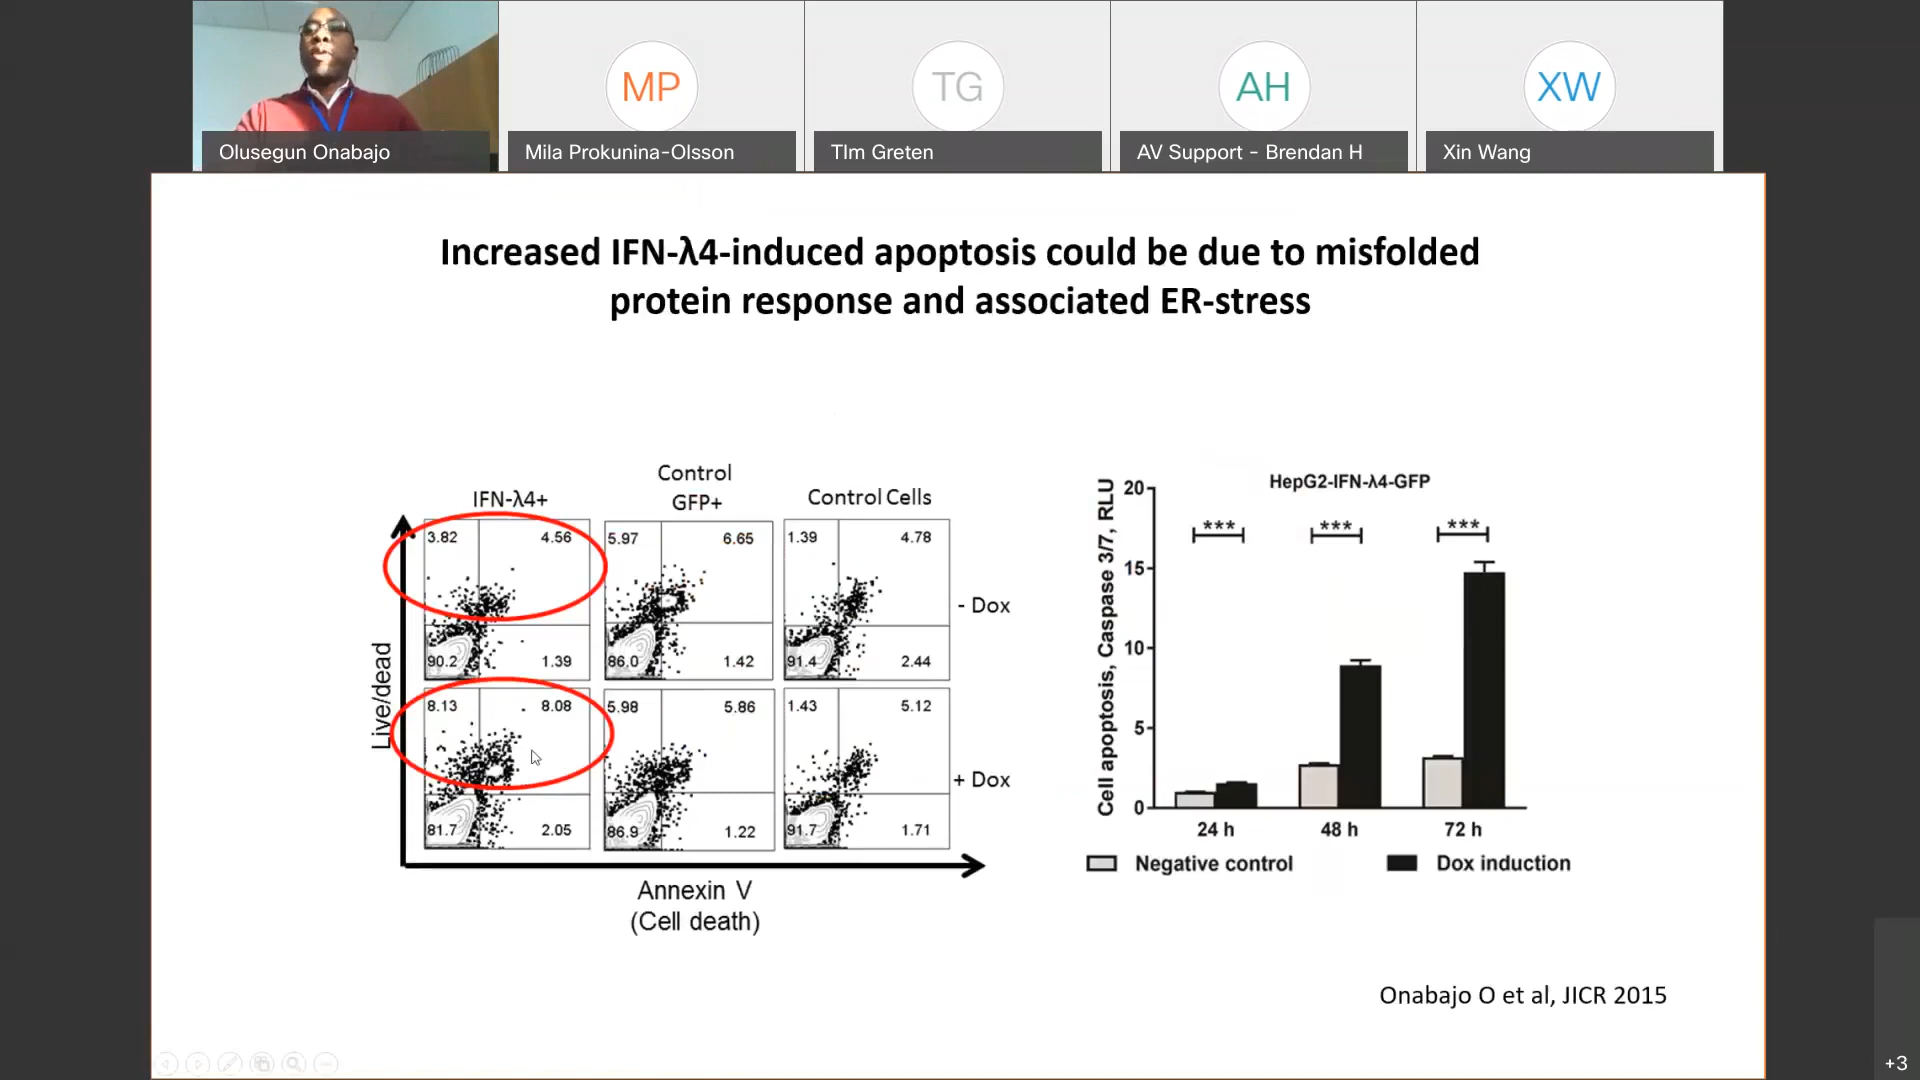 MP
TG
AH
XW
Olusegun Onabajo
Mila Prokunina-Olsson
TIm Greten
AV Support - Brendan H
Xin Wang
Increased IFN-λ4-induced apoptosis could be due to misfolded
protein response and associated ER-stress
IFN-λ4+
Control
GFP+
Control Cells
3.82 4.56
5.97 6.65
1.39 4.78
90.2 1.39
86.0 1.42
91.4 2.44
- Dox
8.13 8.08
5.98 5.86
1.43 5.12
81.7 2.05
86.9 1.22
91.7 1.71
+ Dox
Live/dead
Annexin V
(Cell death)
HepG2-IFN-λ4-GFP
Cell apoptosis, Caspase 3/7, RLU
20
15
10
5
0
*** *** ***
24 h 48 h 72 h
Negative control Dox induction
Onabajo O et al, JICR 2015
+3